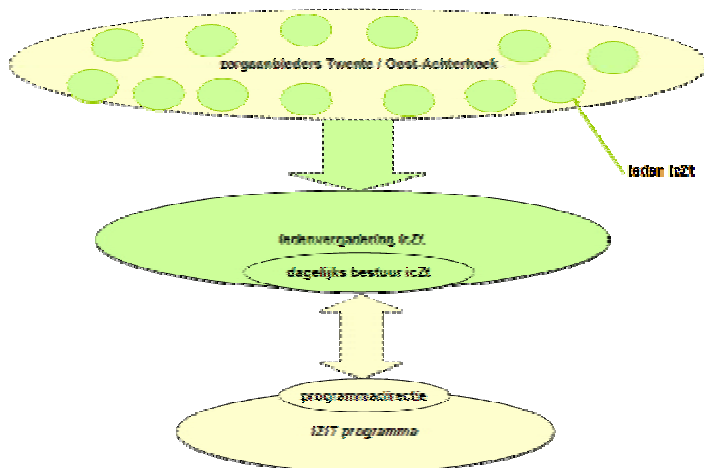 zorgaanbieders Twente / Oost-Achterhoek
leden icZt
ledenvergadering icZt
dagelijks bestuur icZt
programmadirectie
IZIT programma